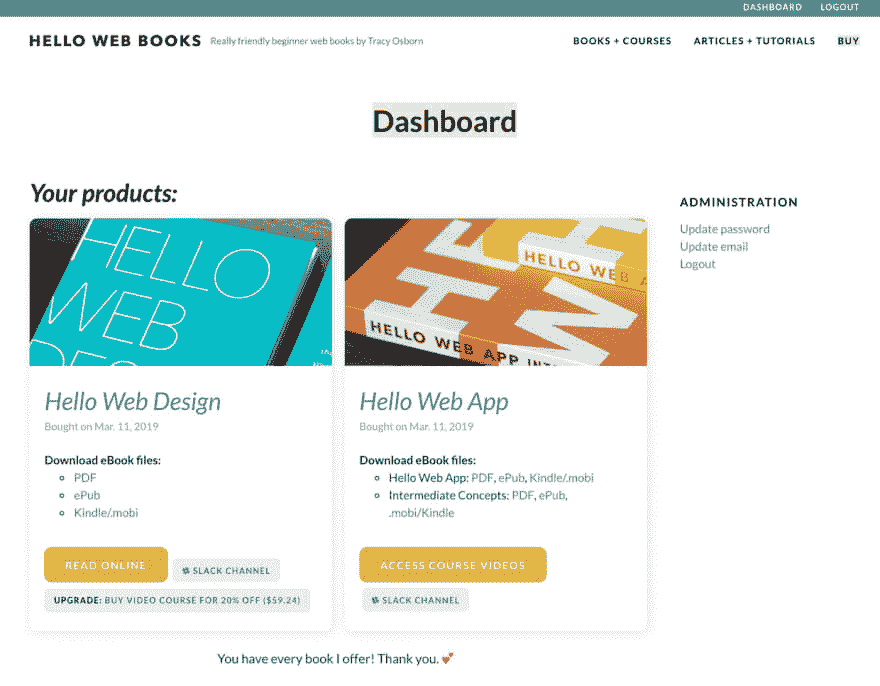 DASHBOARD LOGOUT
HELLO WEB BOOKS Really friendly beginner web books by Tracy Osborn BOOKS + COURSES ARTICLES + TUTORIALS BUY
Dashboard
Your products:
HELLO
WEB
HELLO WEB
HELLO WEB APP
Hello Web Design
Bought on Mar. 11, 2019
Download eBook files:
PDF
ePub
Kindle/.mobi
READ ONLINE
SLACK CHANNEL
UPGRADE: BUY VIDEO COURSE FOR 20% OFF ($59.24)
Hello Web App
Bought on Mar. 11, 2019
Download eBook files:
Hello Web App: PDF, ePub, Kindle/.mobi
Intermediate Concepts: PDF, ePub,
.mobi/Kindle
ACCESS COURSE VIDEOS
SLACK CHANNEL
You have every book I offer! Thank you. 💕
ADMINISTRATION
Update password
Update email
Logout